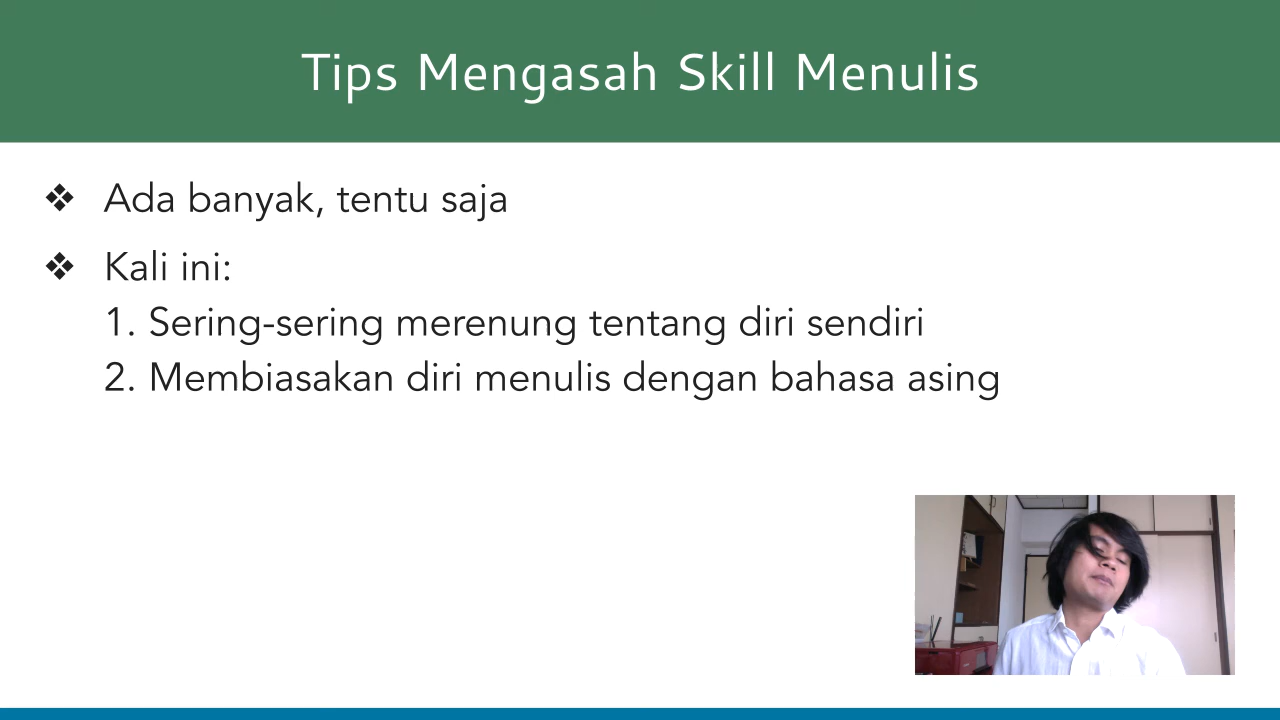 Tips Mengasah Skill Menulis
❖ Ada banyak, tentu saja
❖ Kali ini:
1. Sering-sering merenung tentang diri sendiri
2. Membiasakan diri menulis dengan bahasa asing